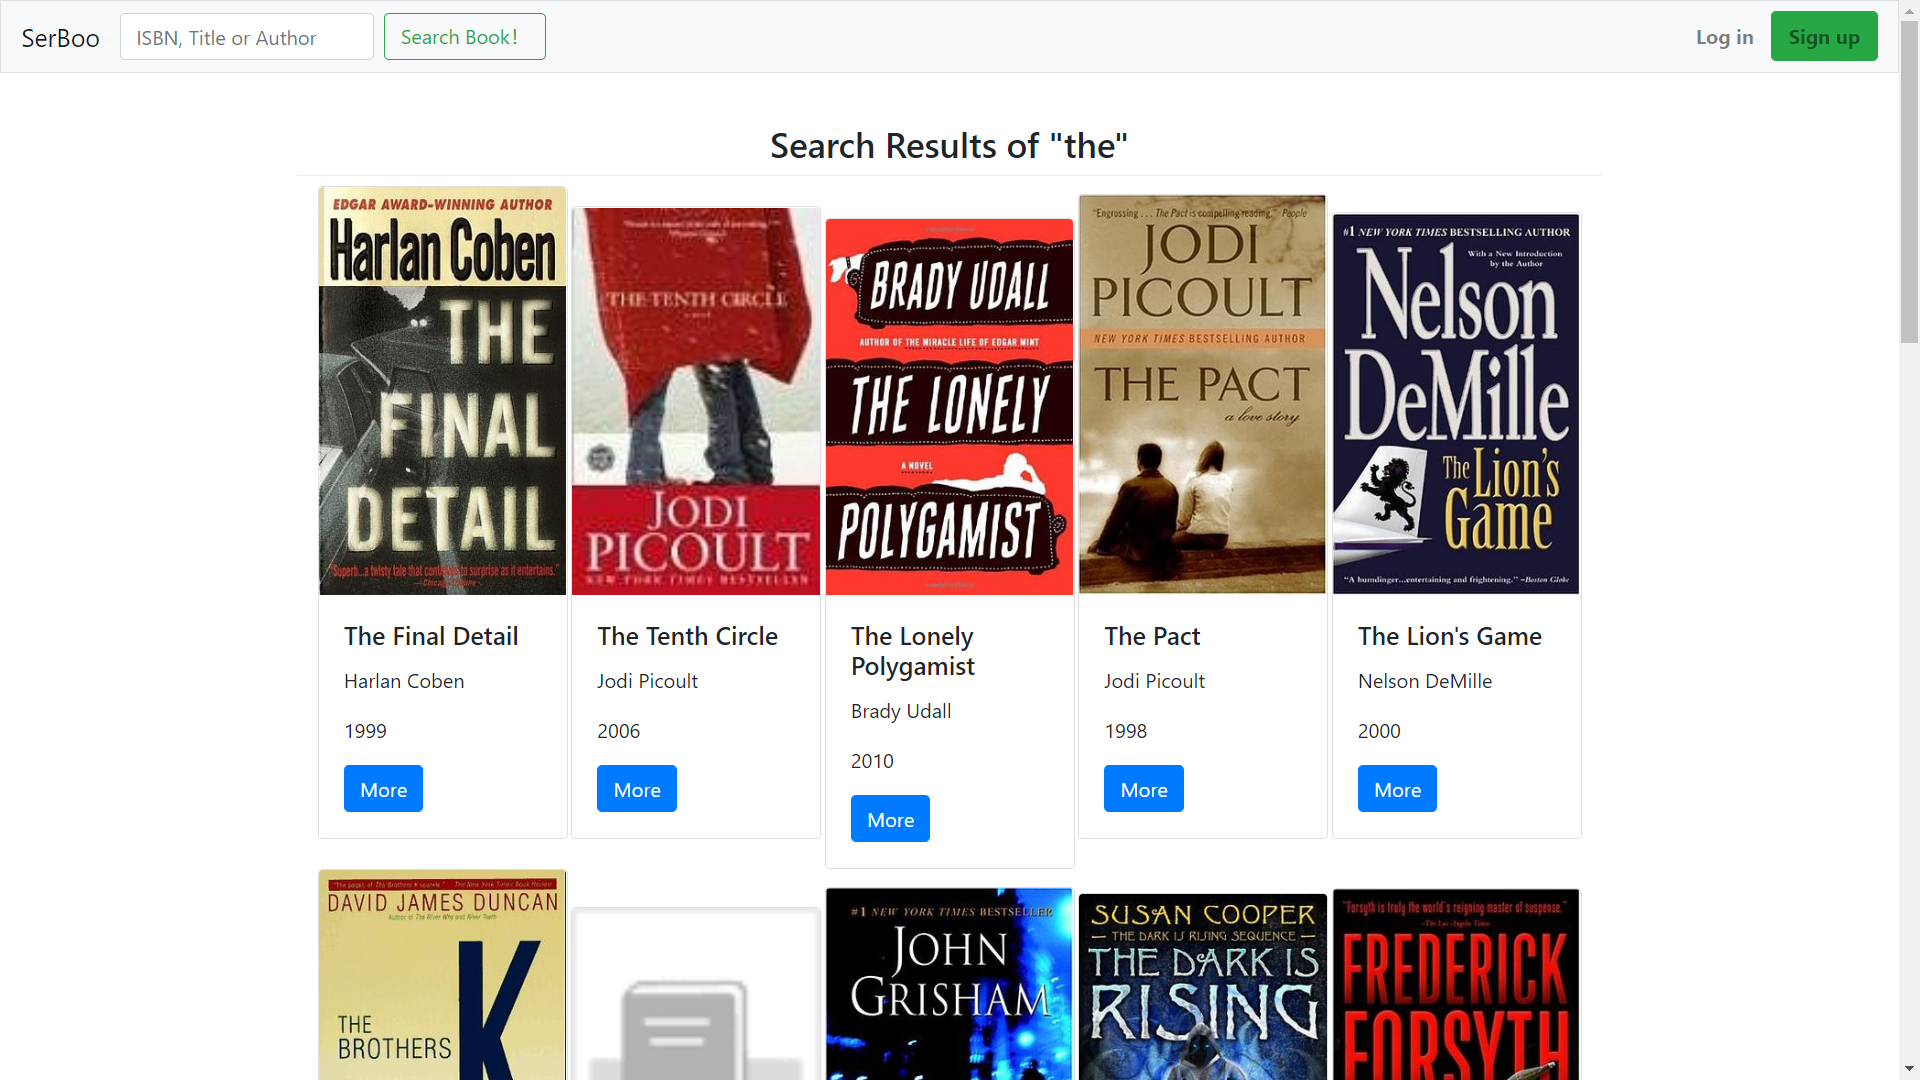 SerBoo
ISBN, Title or Author
Search Book!
Log in
Sign up
Search Results of "the"
EDGAR AWARD-WINNING AUTHOR
Harlan Coben
THE
FINAL
DETAIL
"Superb...a twisty tale that continues to surprise as it entertains."
The Final Detail
Harlan Coben
1999
More
THE TENTH CIRCLE
JODI
PICOULT
NEW YORK TIMES BESTSELLER
The Tenth Circle
Jodi Picoult
2006
More
BRADY UDALL
AUTHOR OF THE MIRACLE LIFE OF EDGAR MINT
THE LONELY
A NOVEL
POLYGAMIST
The Lonely
Polygamist
Brady Udall
2010
More
"Engrossing . . . The Pact is compelling reading." People
JODI
PICOULT
NEW YORK TIMES BESTSELLING AUTHOR
THE PACT
a love story
The Pact
Jodi Picoult
1998
More
#1 NEW YORK TIMES BESTSELLING AUTHOR
With a New Introduction
by the Author
Nelson
DeMille
The Lion's
Game
"A humdinger...entertaining and frightening." –Boston Globe
The Lion's Game
Nelson DeMille
2000
More
DAVID JAMES DUNCAN
Author of The River Why and River Teeth
THE
BROTHERS
K
#1 NEW YORK TIMES BESTSELLER
JOHN
GRISHAM
SUSAN COOPER
— THE DARK IS RISING SEQUENCE —
THE DARK IS
RISING
"Forsyth is truly the world's reigning master of suspense."
—The Los Angeles Times
FREDERICK
FORSYTH